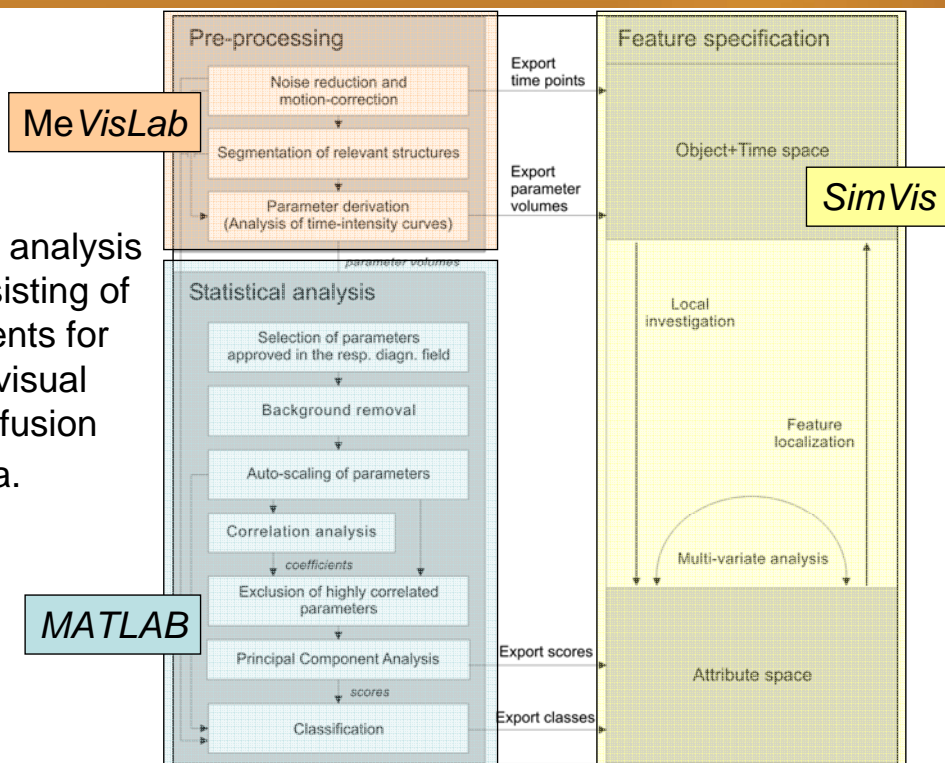 Pre-processing
Noise reduction and
motion-correction
Segmentation of relevant structures
Parameter derivation
(Analysis of time-intensity curves)
MeVisLab
Export
time points
Export
parameter
volumes
parameter volumes
analysis
sisting of
ents for
visual
fusion
a.
Statistical analysis
Selection of parameters
approved in the resp. diagn. field
Background removal
Auto-scaling of parameters
Correlation analysis
coefficients
Exclusion of highly correlated
parameters
Principal Component Analysis
scores
Classification
MATLAB
Export scores
Export classes
Feature specification
Object+Time space
SimVis
Local
investigation
Feature
localization
Multi-variate analysis
Attribute space